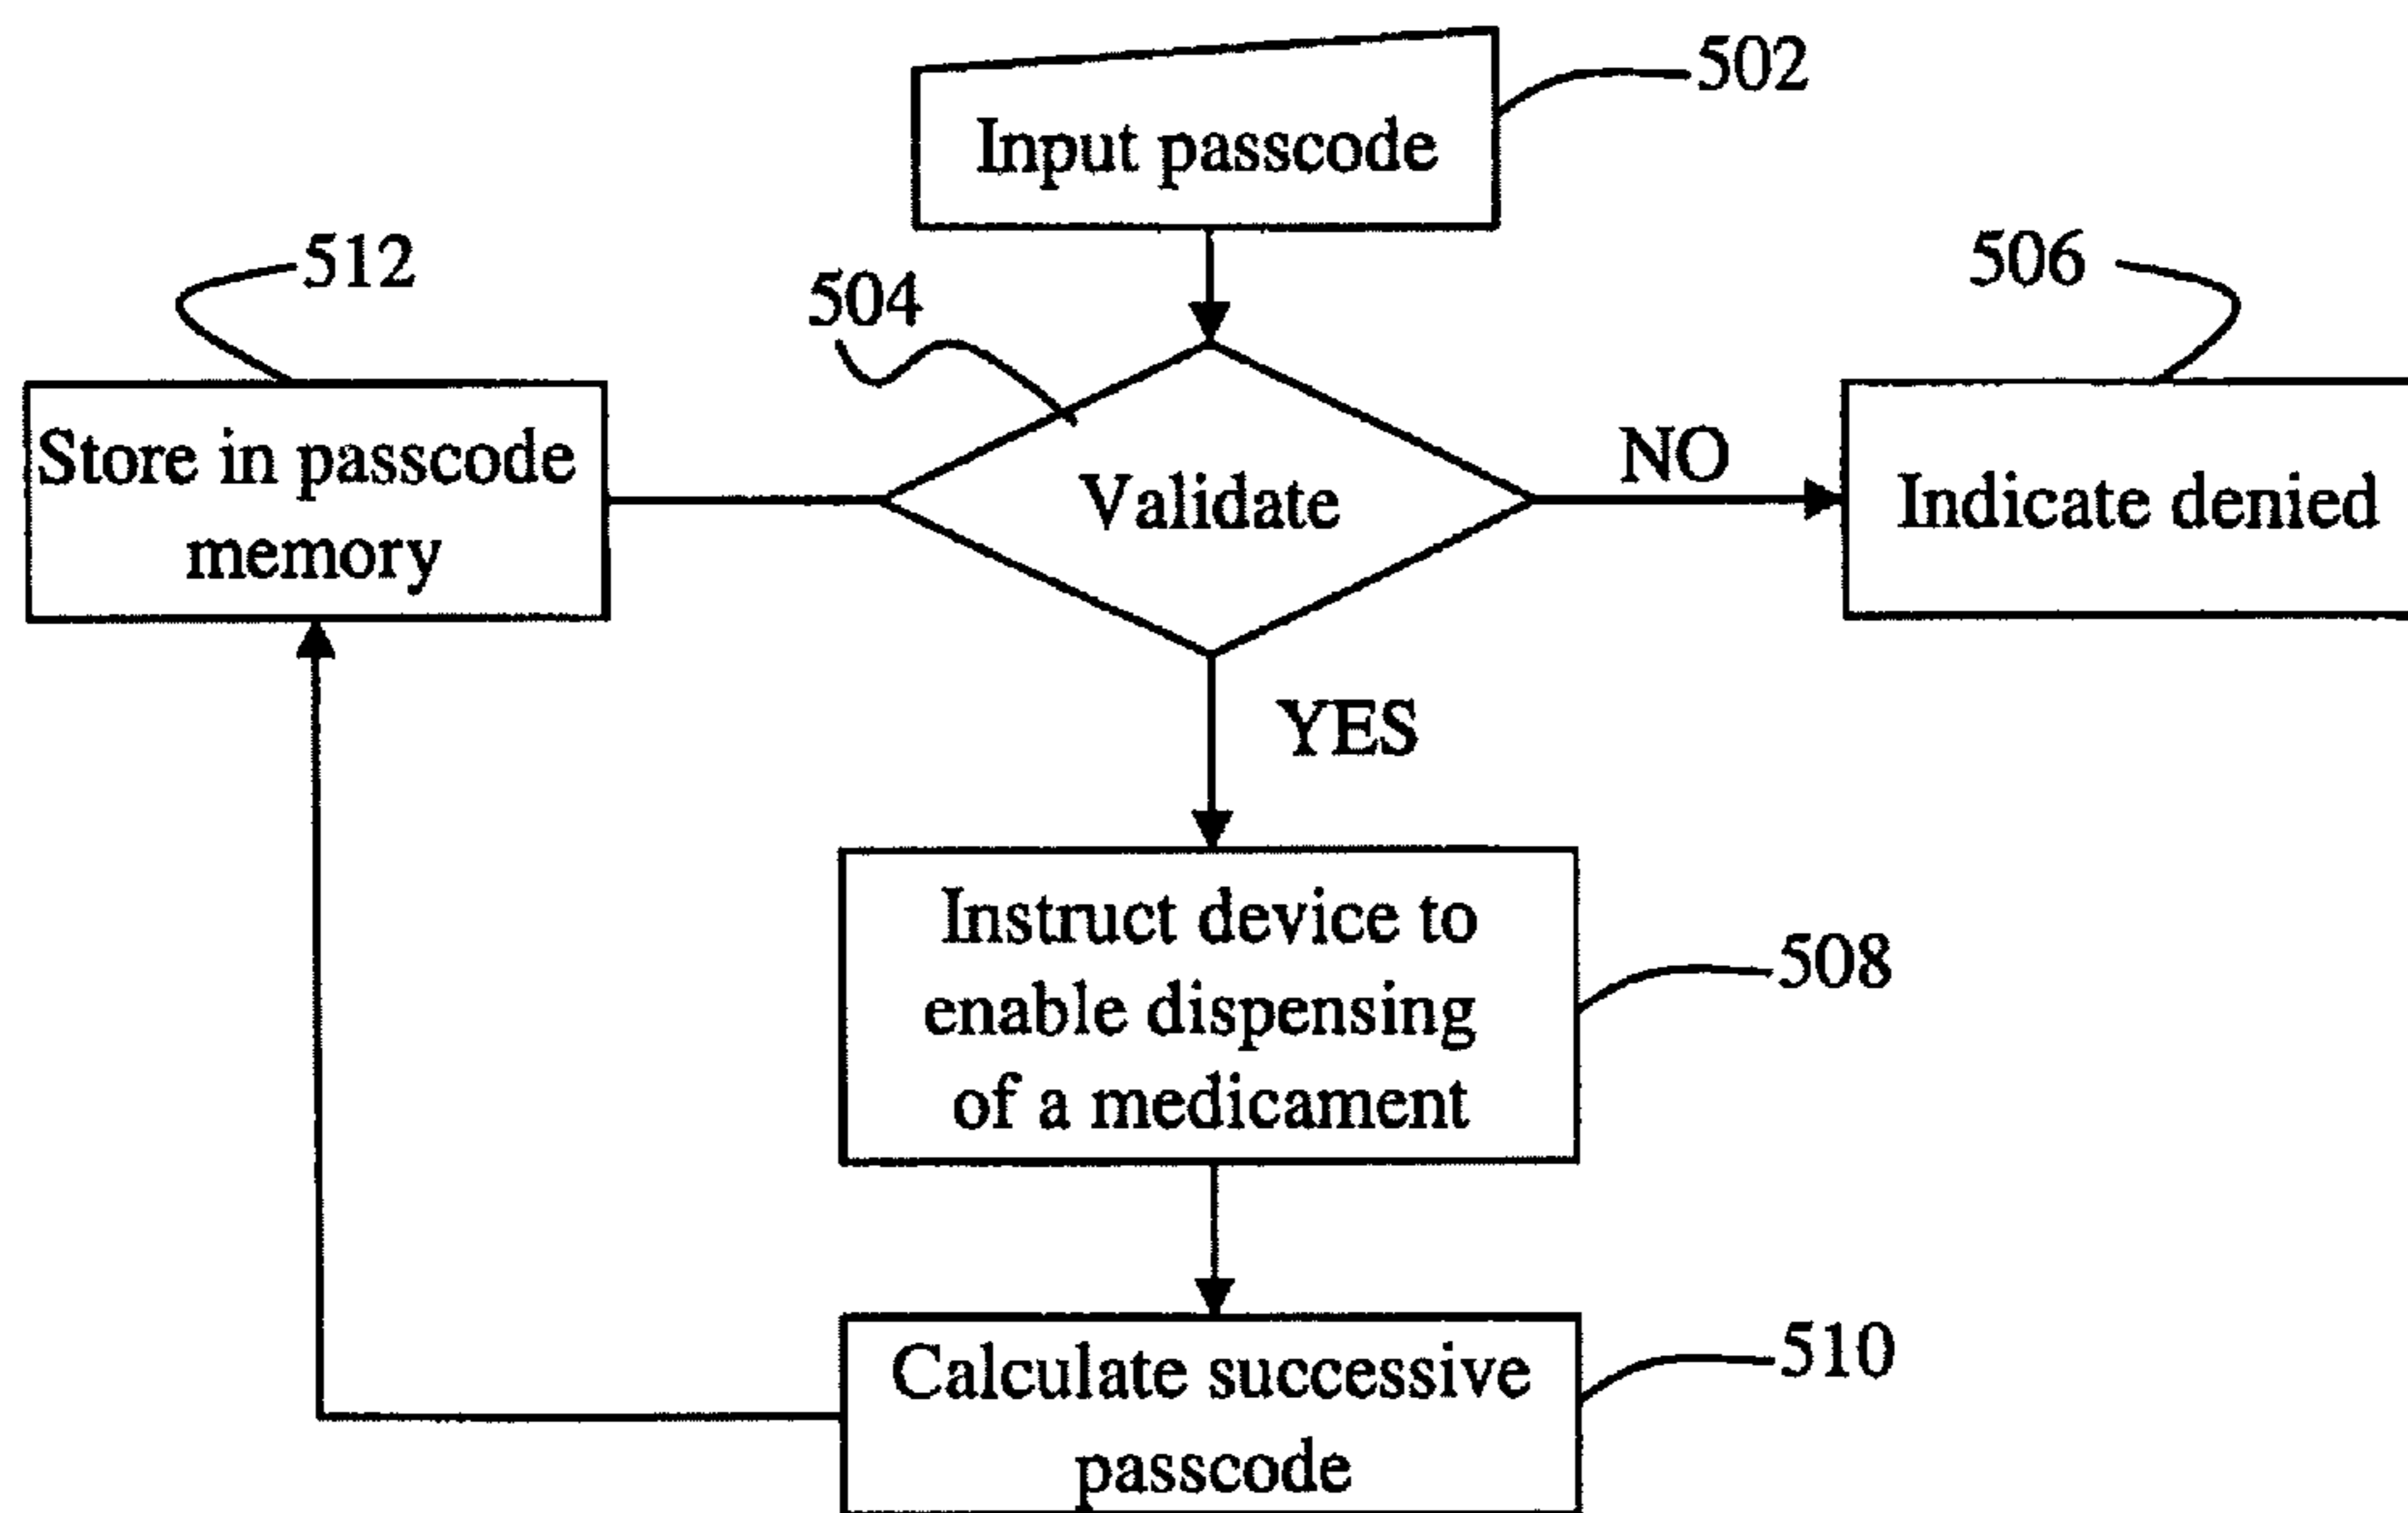 502
Input passcode
512
504
506
Store in passcode
memory
Validate
NO
Indicate denied
YES
Instruct device to
enable dispensing
of a medicament
508
Calculate successive
passcode
510